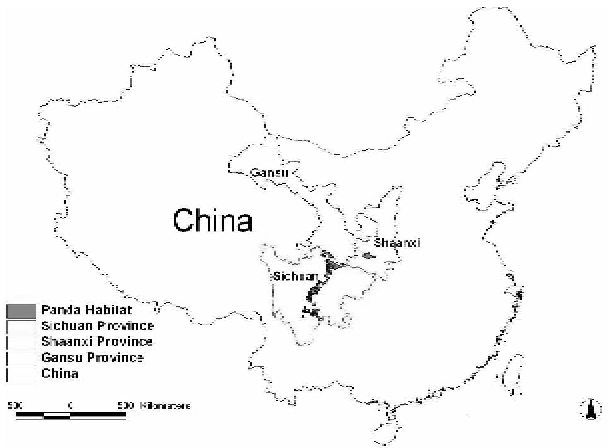 Gansu
China
Shaanxi
Sichuan
Panda Habitat
Sichuan Province
Shaanxi Province
Gansu Province
China
500 0 500 Kilometers